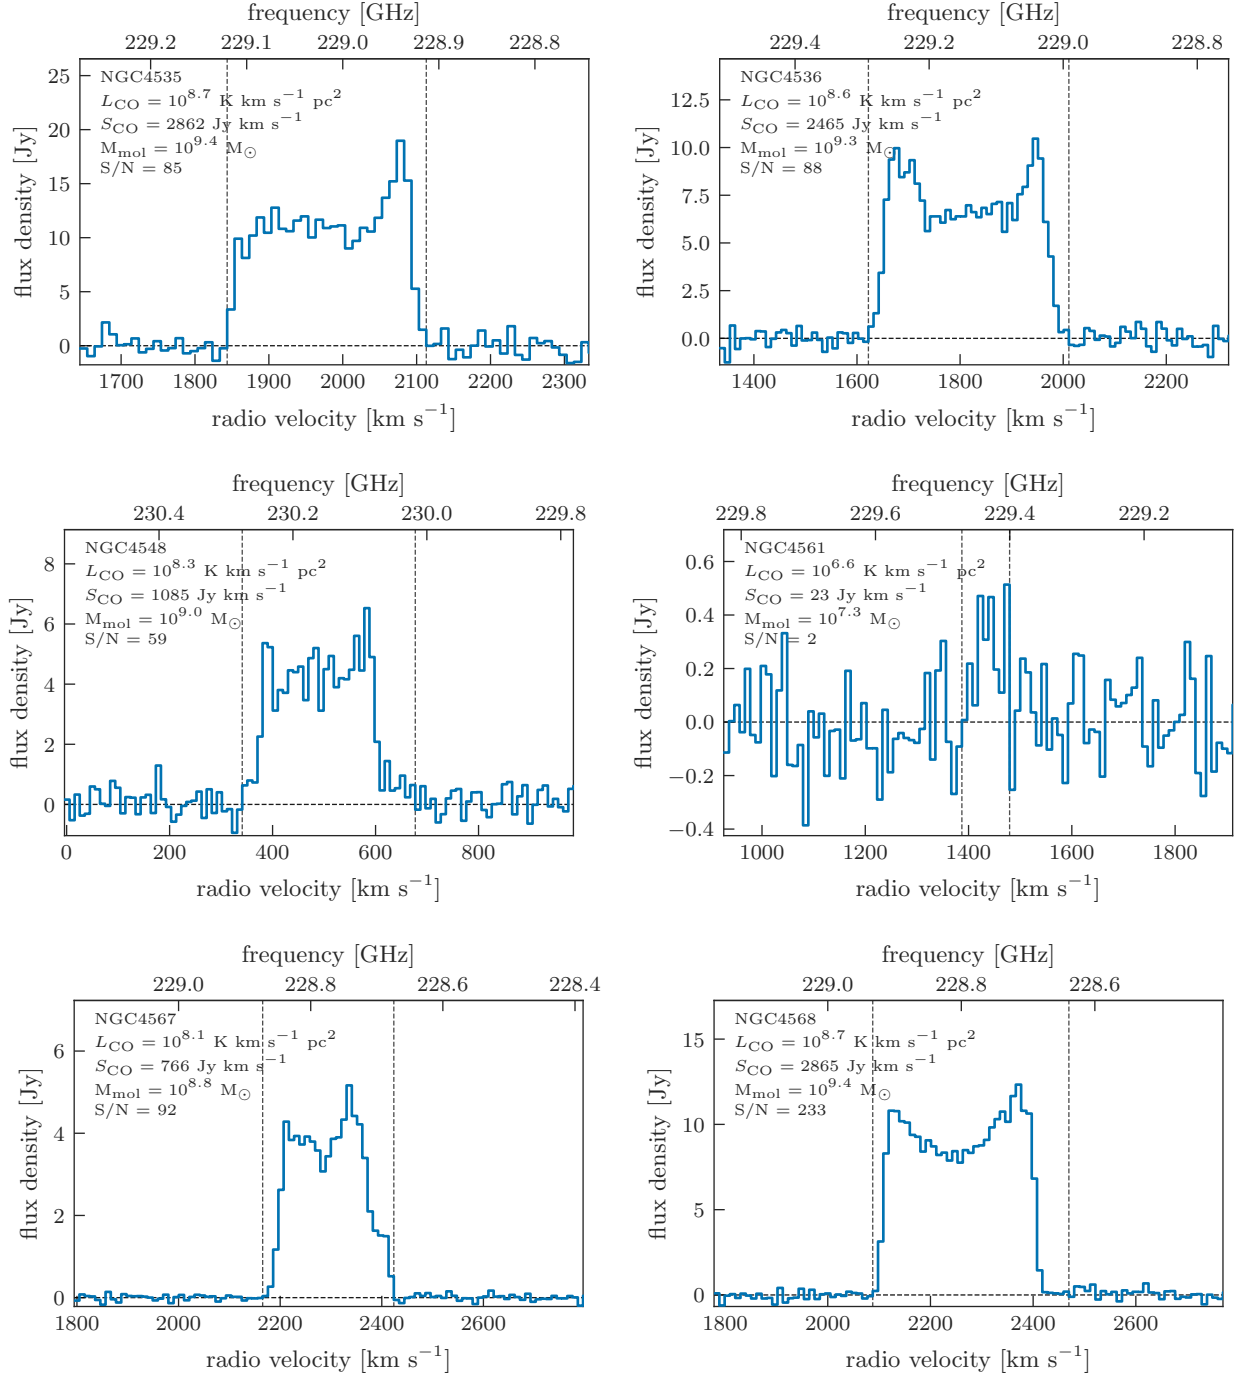 frequency [GHz]
229.2 229.1 229.0 228.9 228.8
NGC4535
L_CO = 10^8.7 K km s^−1 pc^2
S_CO = 2862 Jy km s^−1
M_mol = 10^9.4 M_⊙
S/N = 85
flux density [Jy]
25
20
15
10
5
0
1700 1800 1900 2000 2100 2200 2300
radio velocity [km s^−1]
frequency [GHz]
229.4 229.2 229.0 228.8
NGC4536
L_CO = 10^8.6 K km s^−1 pc^2
S_CO = 2465 Jy km s^−1
M_mol = 10^9.3 M_⊙
S/N = 88
flux density [Jy]
12.5
10.0
7.5
5.0
2.5
0.0
1400 1600 1800 2000 2200
radio velocity [km s^−1]
frequency [GHz]
230.4 230.2 230.0 229.8
NGC4548
L_CO = 10^8.3 K km s^−1 pc^2
S_CO = 1085 Jy km s^−1
M_mol = 10^9.0 M_⊙
S/N = 59
flux density [Jy]
8
6
4
2
0
0 200 400 600 800
radio velocity [km s^−1]
frequency [GHz]
229.8 229.6 229.4 229.2
NGC4561
L_CO = 10^6.6 K km s^−1 pc^2
S_CO = 23 Jy km s^−1
M_mol = 10^7.3 M_⊙
S/N = 2
flux density [Jy]
0.6
0.4
0.2
0.0
−0.2
−0.4
1000 1200 1400 1600 1800
radio velocity [km s^−1]
frequency [GHz]
229.0 228.8 228.6 228.4
NGC4567
L_CO = 10^8.1 K km s^−1 pc^2
S_CO = 766 Jy km s^−1
M_mol = 10^8.8 M_⊙
S/N = 92
flux density [Jy]
6
4
2
0
1800 2000 2200 2400 2600
radio velocity [km s^−1]
frequency [GHz]
229.0 228.8 228.6
NGC4568
L_CO = 10^8.7 K km s^−1 pc^2
S_CO = 2865 Jy km s^−1
M_mol = 10^9.4 M_⊙
S/N = 233
flux density [Jy]
15
10
5
0
1800 2000 2200 2400 2600
radio velocity [km s^−1]